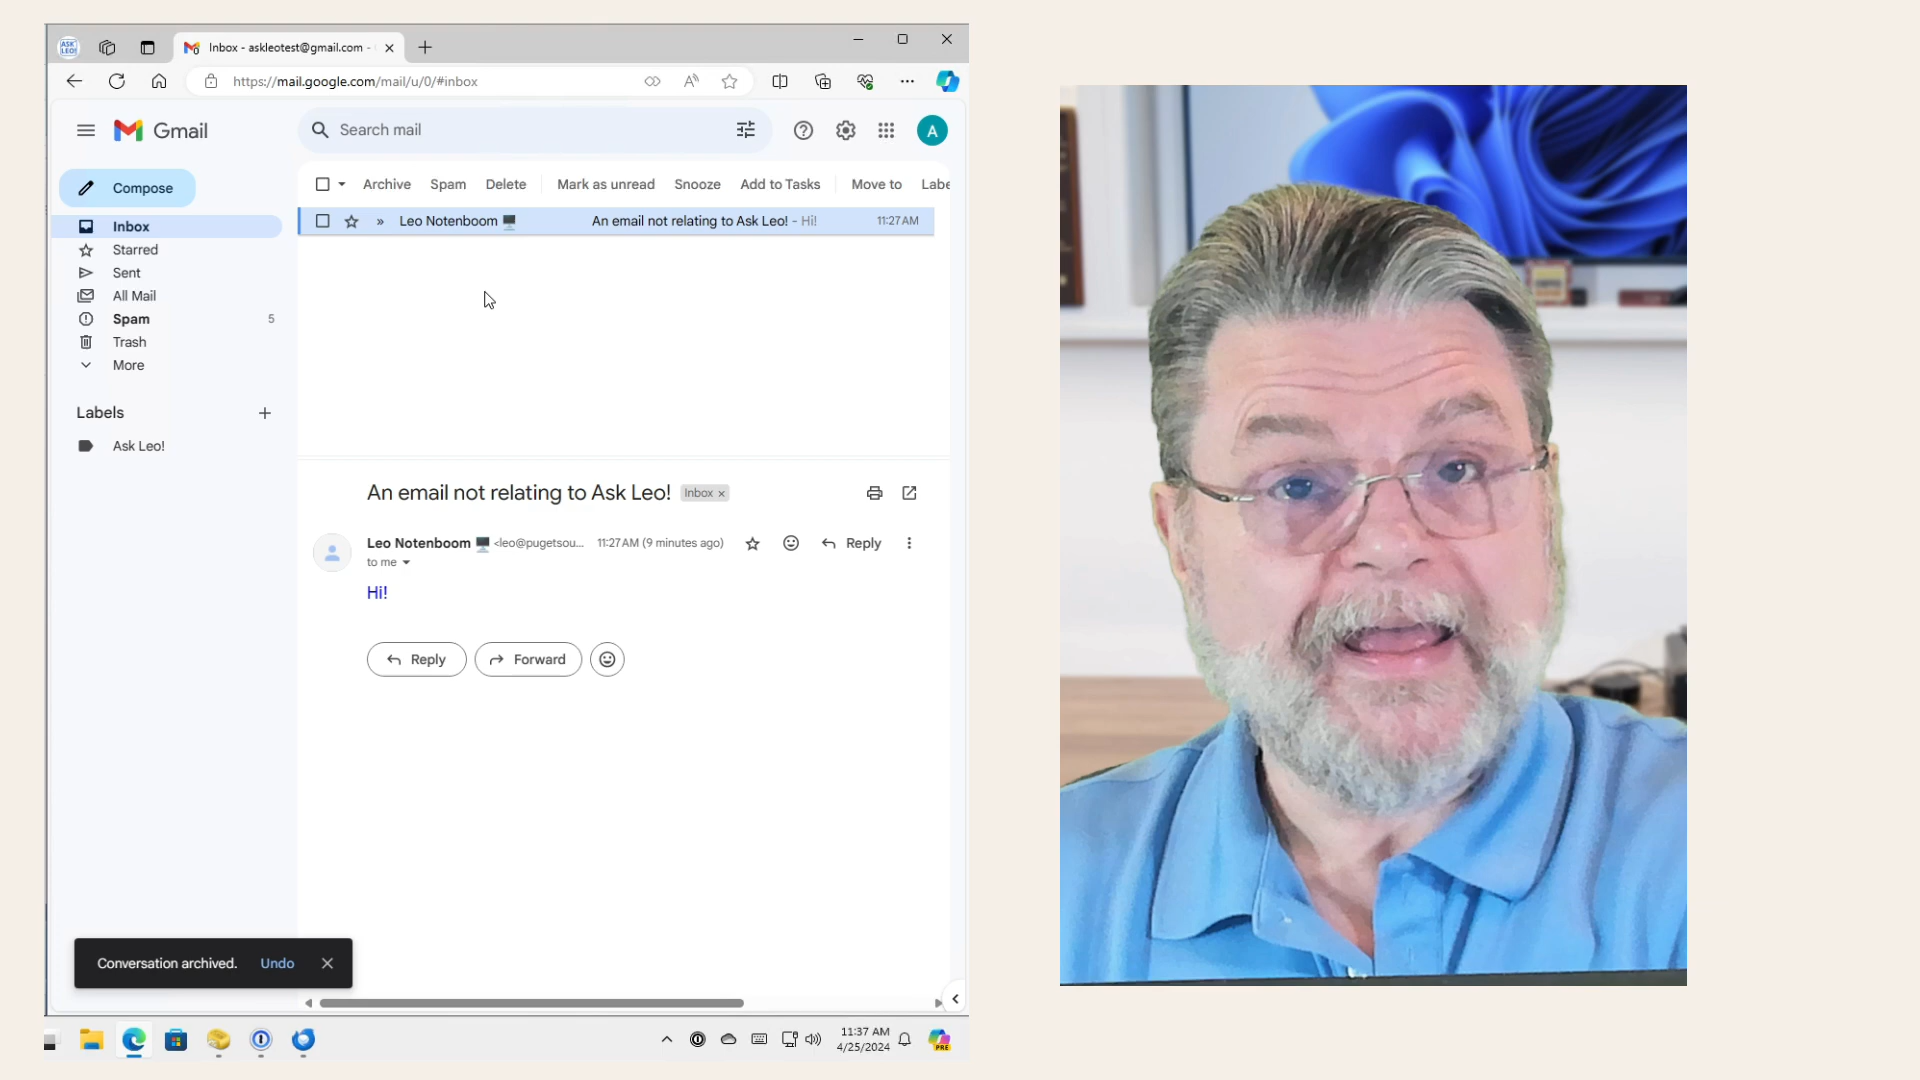 ASK LEO!
Inbox - askleotest@gmail.com -
https://mail.google.com/mail/u/0/#inbox
Gmail
Search mail
A
Compose
Archive Spam Delete Mark as unread Snooze Add to Tasks Move to Labe
Inbox
» Leo Notenboom An email not relating to Ask Leo! - Hi! 11:27 AM
Starred
Sent
All Mail
Spam 5
Trash
More
Labels
Ask Leo!
An email not relating to Ask Leo! Inbox x
Leo Notenboom <leo@pugetsou... 11:27 AM (9 minutes ago) Reply
to me
Hi!
Reply Forward
Conversation archived. Undo
11:37 AM
4/25/2024
PRE